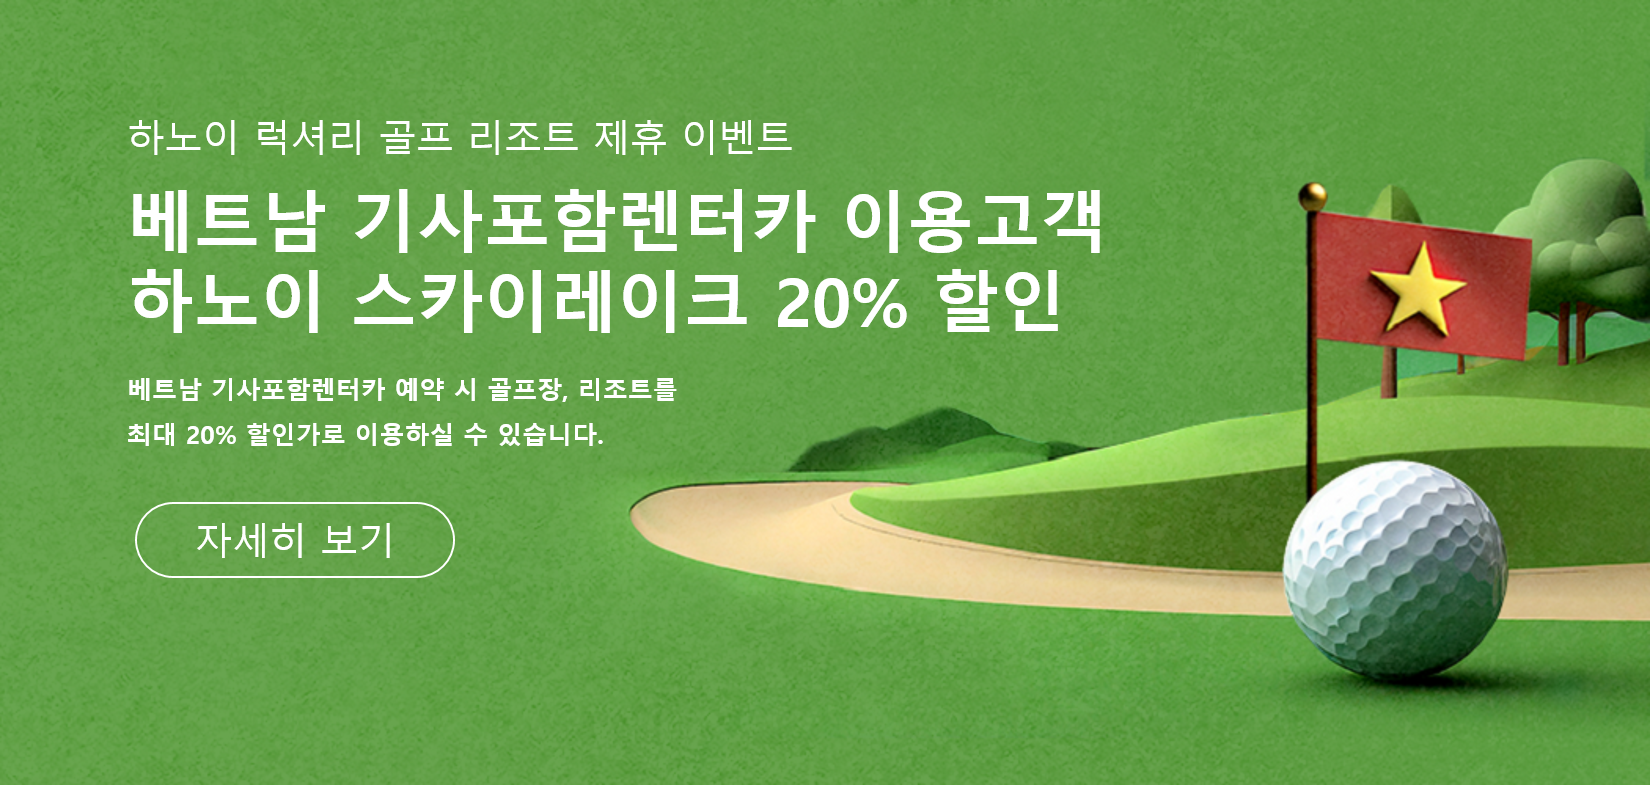 하노이 럭셔리 골프 리조트 제휴 이벤트
베트남 기사포함렌터카 이용고객
하노이 스카이레이크 20% 할인
베트남 기사포함렌터카 예약 시 골프장, 리조트를
최대 20% 할인가로 이용하실 수 있습니다.
자세히 보기